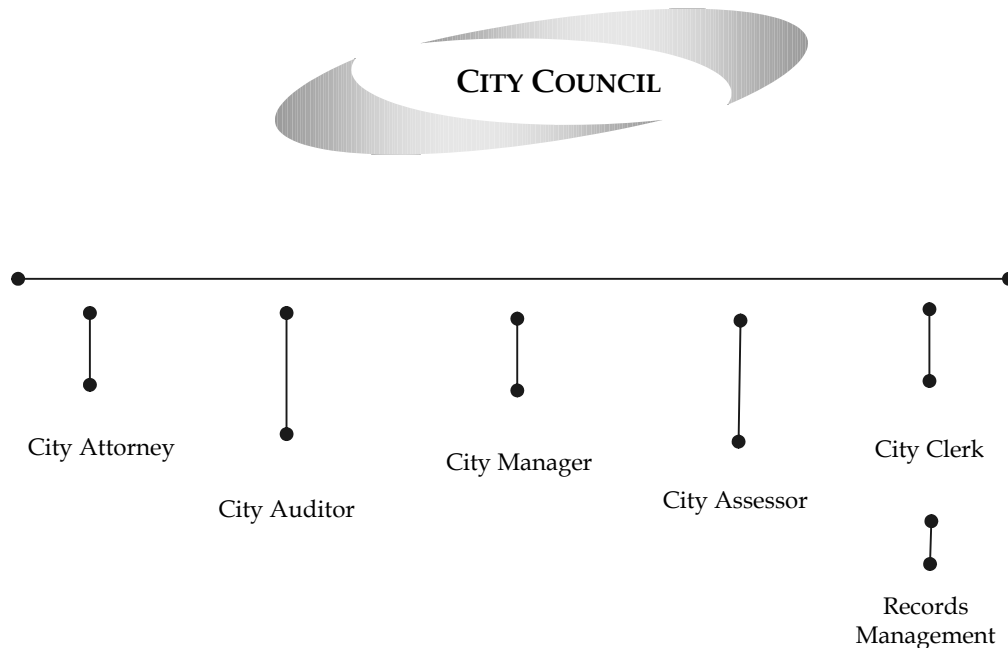 CITY COUNCIL
City Attorney
City Manager
City Clerk
City Auditor
City Assessor
Records
Management